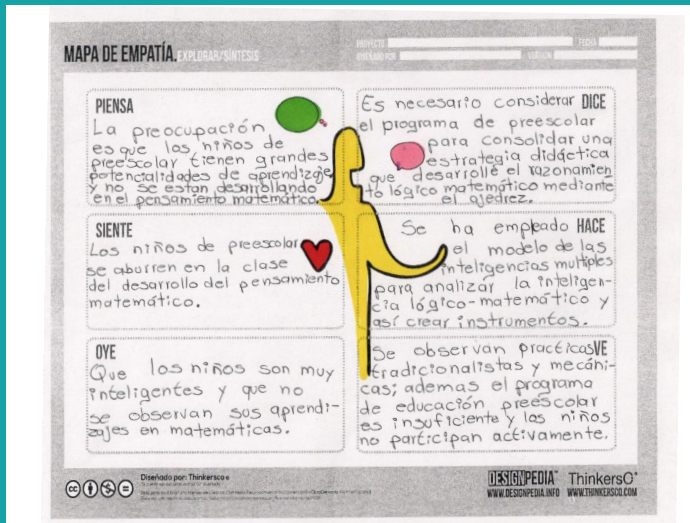 MAPA DE EMPATÍA. EXPLORAR/SÍNTESIS
PROYECTO
FECHA
DISEÑADO POR
VERSIÓN
PIENSA
La preocupación
es que los niños de
preescolar tienen grandes
potencialidades de aprendizaje
y no se estan desarrollando
en el pensamiento matemático.
Es necesario considerar DICE
el programa de preescolar
para consolidar una
estrategia didáctica
que desarrolle el razonamien
to lógico matemático mediante
el ajedrez.
SIENTE
Los niños de preescolar
se aburren en la clase
del desarrollo del pensamiento
matemático.
Se ha empleado HACE
el modelo de las
inteligencias multiples
para analizar la inteligen-
cia lógico-matemático y
así crear instrumentos.
OYE
Que los niños son muy
inteligentes y que no
se observan sus aprendi-
zajes en matemáticas.
Se observan practicas VE
tradicionalistas y mecáni-
cas; ademas el programa
de educación preescolar
es insuficiente y los niños
no participan activamente.
Diseñado por: Thinkersco
DESIGNPEDIA™ ThinkersCo
WWW.DESIGNPEDIA.INFO WWW.THINKERSCO.COM